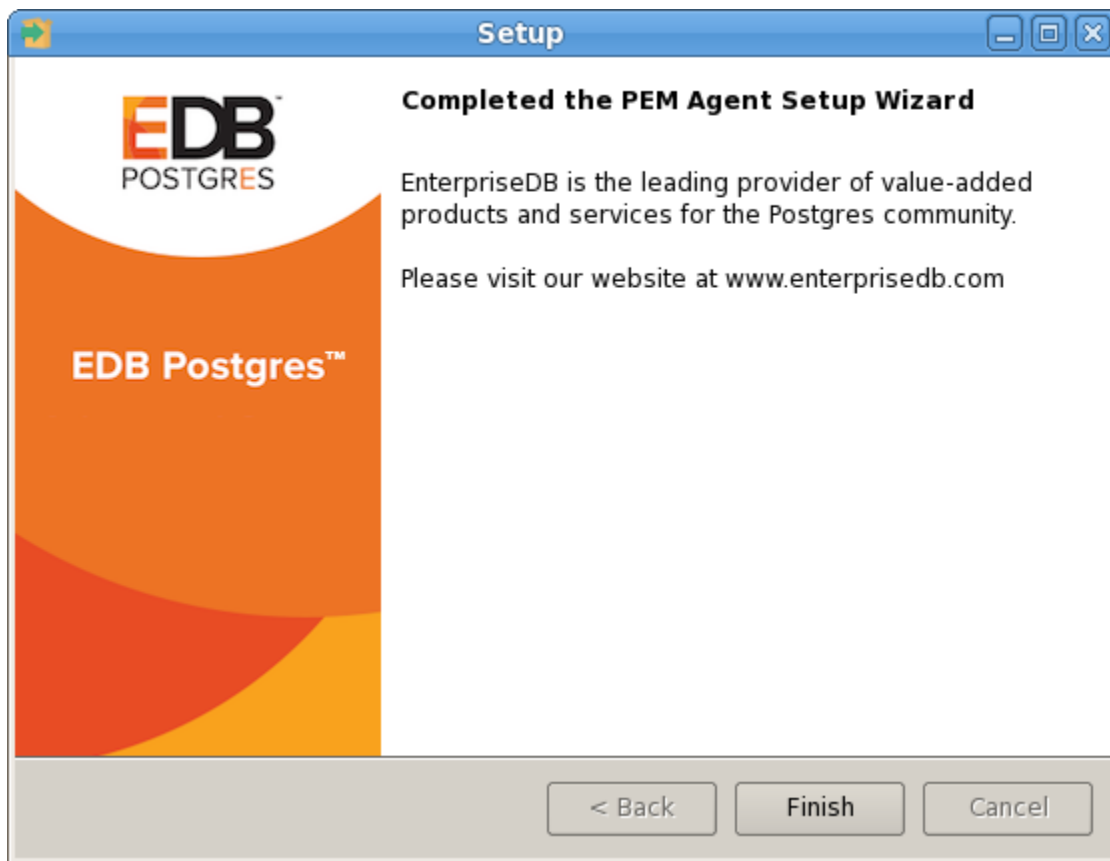 Setup
EDB
POSTGRES
EDB Postgres™
Completed the PEM Agent Setup Wizard
EnterpriseDB is the leading provider of value-added
products and services for the Postgres community.
Please visit our website at www.enterprisedb.com
< Back
Finish
Cancel